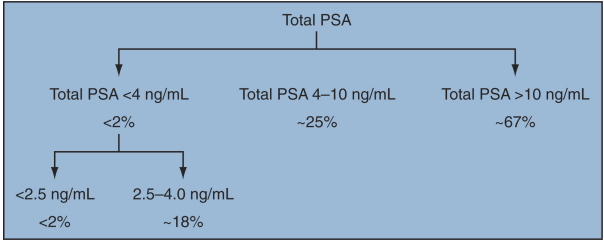 Total PSA
Total PSA <4 ng/mL
<2%
Total PSA 4–10 ng/mL
~25%
Total PSA >10 ng/mL
~67%
<2.5 ng/mL
<2%
2.5–4.0 ng/mL
~18%